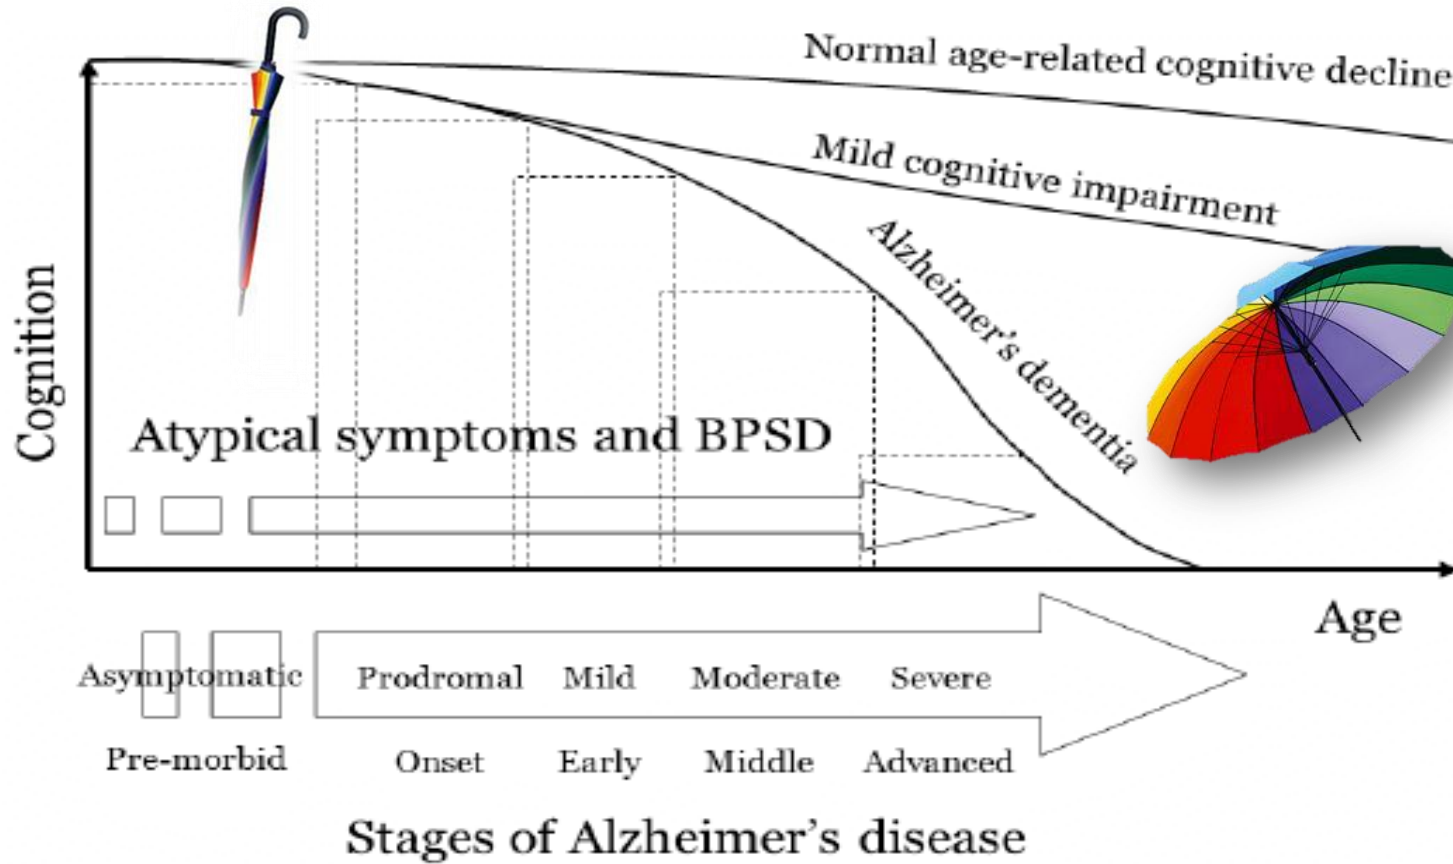 Normal age-related cognitive decline
Mild cognitive impairment
Alzheimer's dementia
Cognition
Atypical symptoms and BPSD
Age
Asymptomatic Prodromal Mild Moderate Severe
Pre-morbid Onset Early Middle Advanced
Stages of Alzheimer's disease